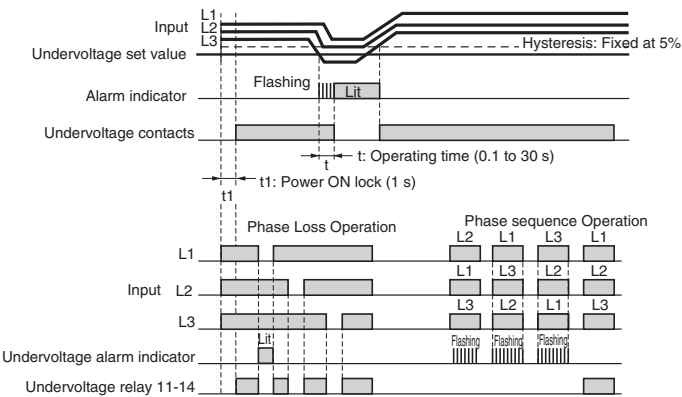 L1
Input L2
L3
Undervoltage set value
Hysteresis: Fixed at 5%
Flashing
Alarm indicator
Lit
Undervoltage contacts
t
t: Operating time (0.1 to 30 s)
t1: Power ON lock (1 s)
t1
Phase Loss Operation
Phase sequence Operation
L2 L1 L3 L1
L1
L1 L3 L2 L2
Input L2
L3 L2 L1 L3
L3
Lit
Flashing Flashing Flashing
Undervoltage alarm indicator
Undervoltage relay 11-14